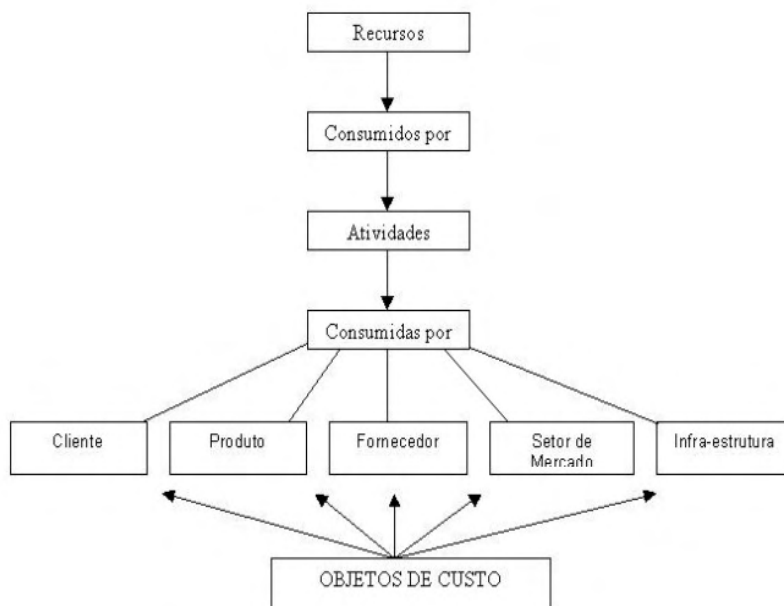 Recursos
Consumidos por
Atividades
Consumidas por
Cliente
Produto
Fornecedor
Setor de
Mercado
Infra-estrutura
OBJETOS DE CUSTO